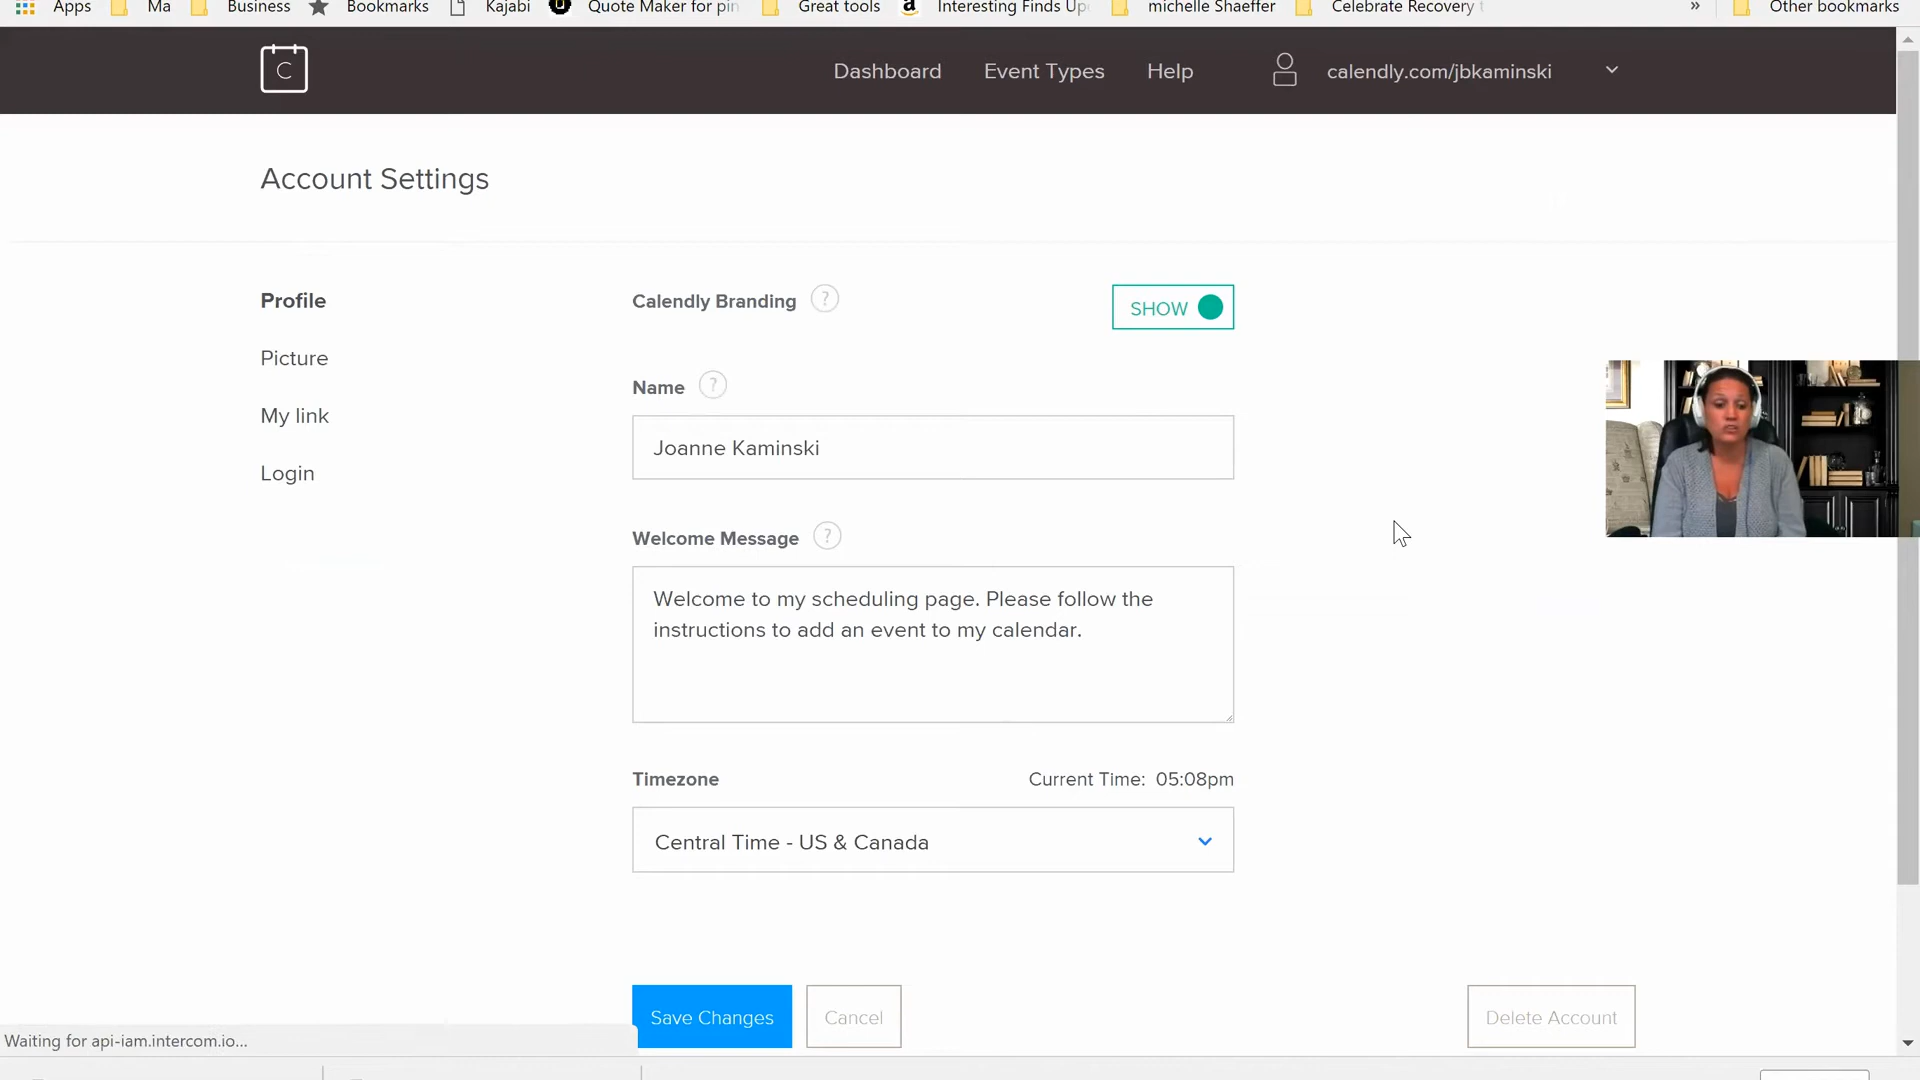 Apps Ma Business Bookmarks Kajabi Quote Maker for pin Great tools Interesting Finds Up michelle Shaeffer Celebrate Recovery » Other bookmarks
C Dashboard Event Types Help calendly.com/jbkaminski
Account Settings
Profile
Picture
My link
Login
Calendly Branding ?
SHOW
Name ?
Joanne Kaminski
Welcome Message ?
Welcome to my scheduling page. Please follow the
instructions to add an event to my calendar.
Timezone Current Time: 05:08pm
Central Time - US & Canada
Save Changes Cancel Delete Account
Waiting for api-iam.intercom.io...